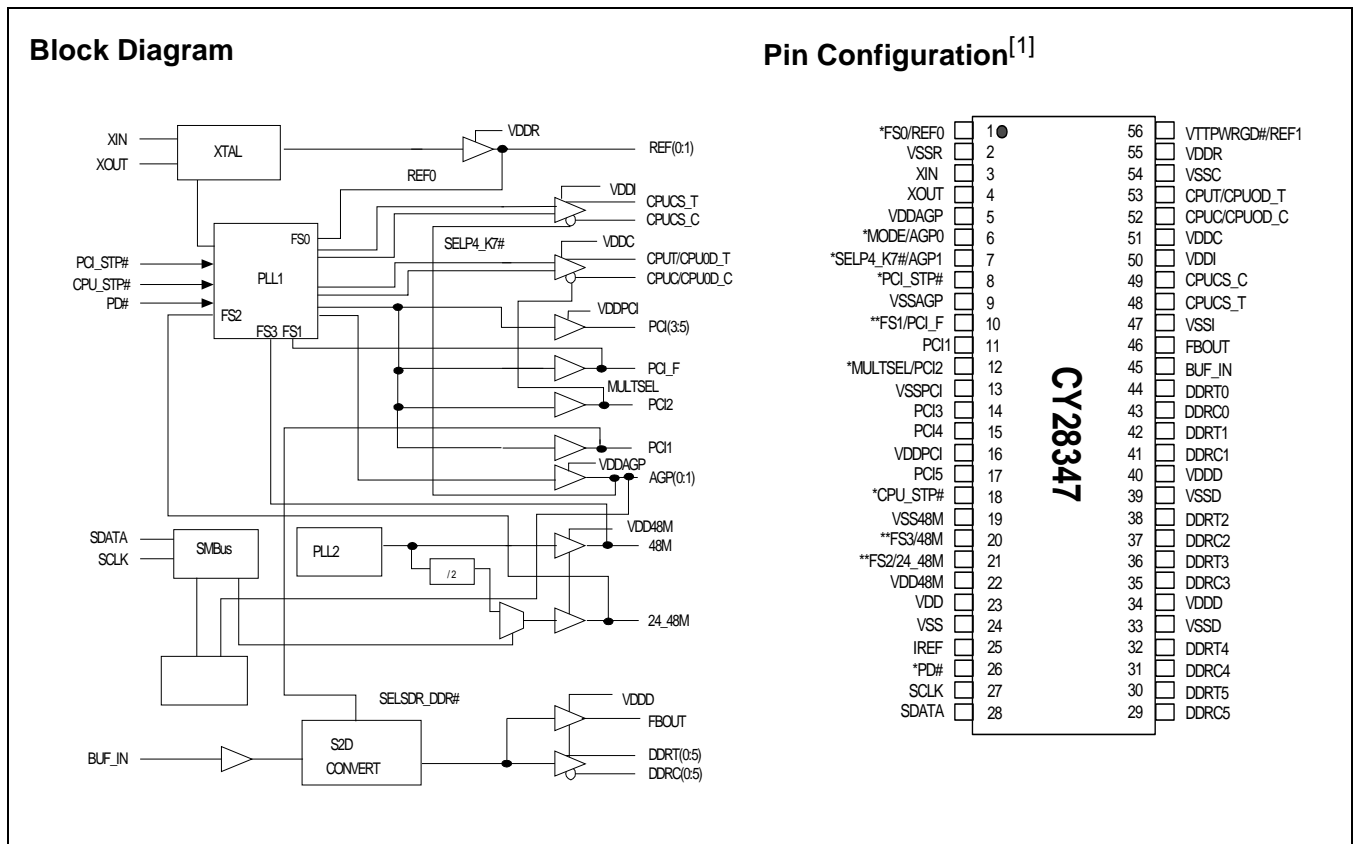 Block Diagram
XIN
XOUT
XTAL
VDDR
REF(0:1)
REF0
VDDI
CPUCS_T
CPUCS_C
FS0
SELP4_K7#
VDDC
CPUT/CPU0D_T
CPUC/CPU0D_C
PCI_STP#
CPU_STP#
PD#
PLL1
FS2
FS3 FS1
VDDPCI
PCI(3:5)
PCI_F
MULTSEL
PCI2
PCI1
VDDAGP
AGP(0:1)
VDD48M
48M
SDATA
SCLK
SMBus
PLL2
/2
24_48M
SELSDR_DDR#
VDDD
FBOUT
BUF_IN
S2D
CONVERT
DDRT(0:5)
DDRC(0:5)
Pin Configuration[1]
*FS0/REF0 1
VSSR 2
XIN 3
XOUT 4
VDDAGP 5
*MODE/AGP0 6
*SELP4_K7#/AGP1 7
*PCI_STP# 8
VSSAGP 9
**FS1/PCI_F 10
PCI1 11
*MULTSEL/PCI2 12
VSSPCI 13
PCI3 14
PCI4 15
VDDPCI 16
PCI5 17
*CPU_STP# 18
VSS48M 19
**FS3/48M 20
**FS2/24_48M 21
VDD48M 22
VDD 23
VSS 24
IREF 25
*PD# 26
SCLK 27
SDATA 28
CY28347
56 VTTPWRGD#/REF1
55 VDDR
54 VSSC
53 CPUT/CPUOD_T
52 CPUC/CPUOD_C
51 VDDC
50 VDDI
49 CPUCS_C
48 CPUCS_T
47 VSSI
46 FBOUT
45 BUF_IN
44 DDRT0
43 DDRC0
42 DDRT1
41 DDRC1
40 VDDD
39 VSSD
38 DDRT2
37 DDRC2
36 DDRT3
35 DDRC3
34 VDDD
33 VSSD
32 DDRT4
31 DDRC4
30 DDRT5
29 DDRC5